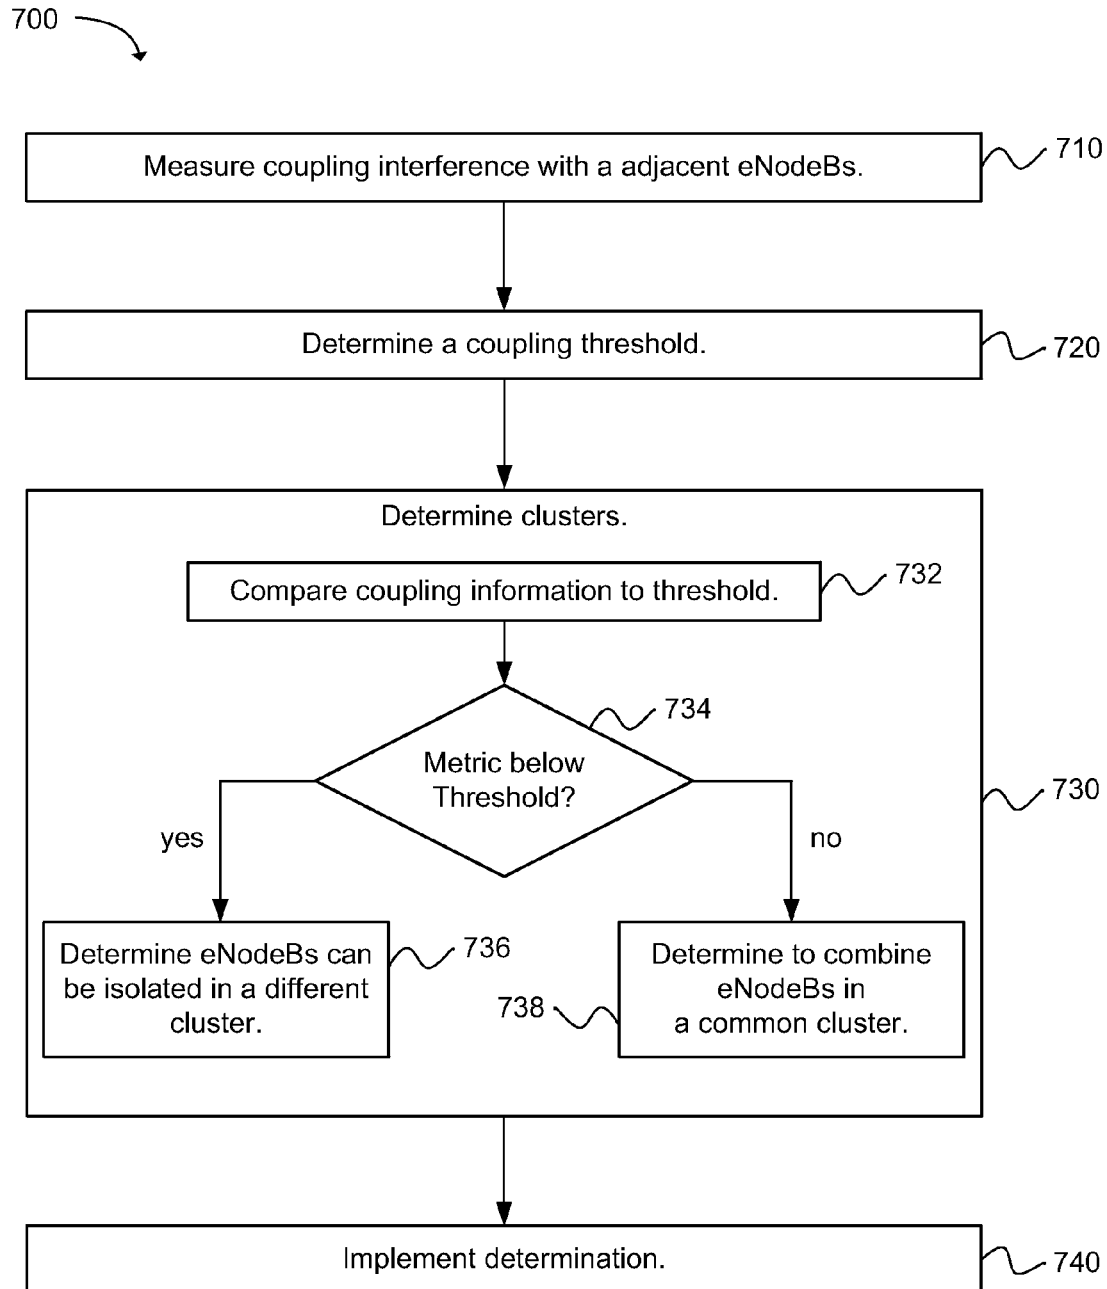 700
Measure coupling interference with a adjacent eNodeBs.
710
Determine a coupling threshold.
720
Determine clusters.
Compare coupling information to threshold.
732
734
Metric below
Threshold?
730
yes
no
Determine eNodeBs can
be isolated in a different
cluster.
736
738
Determine to combine
eNodeBs in
a common cluster.
Implement determination.
740